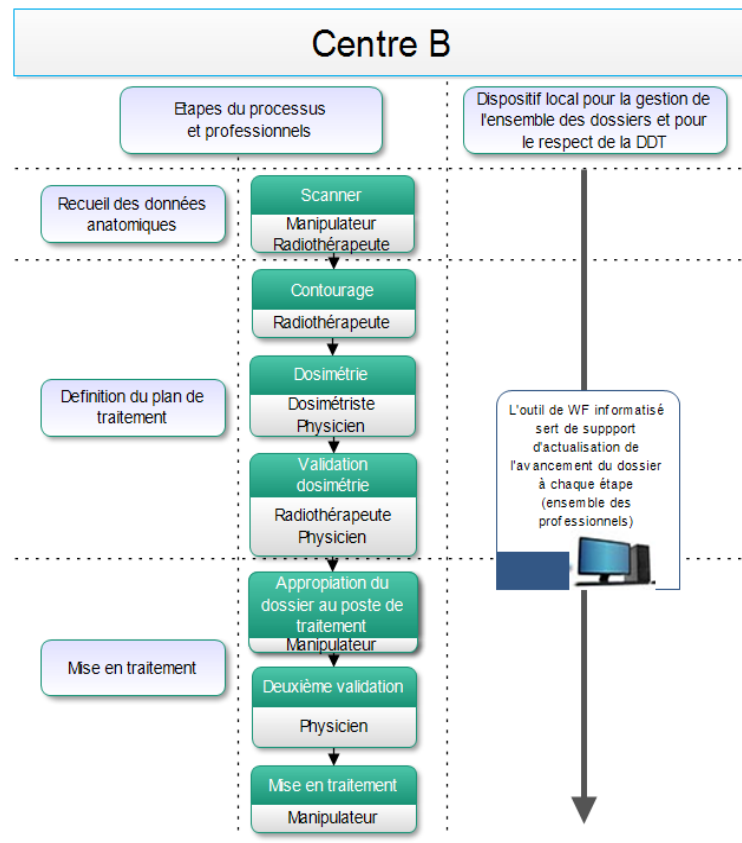 Centre B
Etapes du processus
et professionnels
Dispositif local pour la gestion de
l'ensemble des dossiers et pour
le respect de la DDT
Recueil des données
anatomiques
Scanner
Manipulateur
Radiothérapeute
Contourage
Radiothérapeute
Definition du plan de
traitement
Dosimétrie
Dosimétriste
Physicien
Validation
dosimétrie
Radiothérapeute
Physicien
L'outil de WF informatisé
sert de suppport
d'actualisation de
l'avancement du dossier
à chaque étape
(ensemble des
professionnels)
Mise en traitement
Appropiation du
dossier au poste de
traitement
Manipulateur
Deuxième validation
Physicien
Mise en traitement
Manipulateur